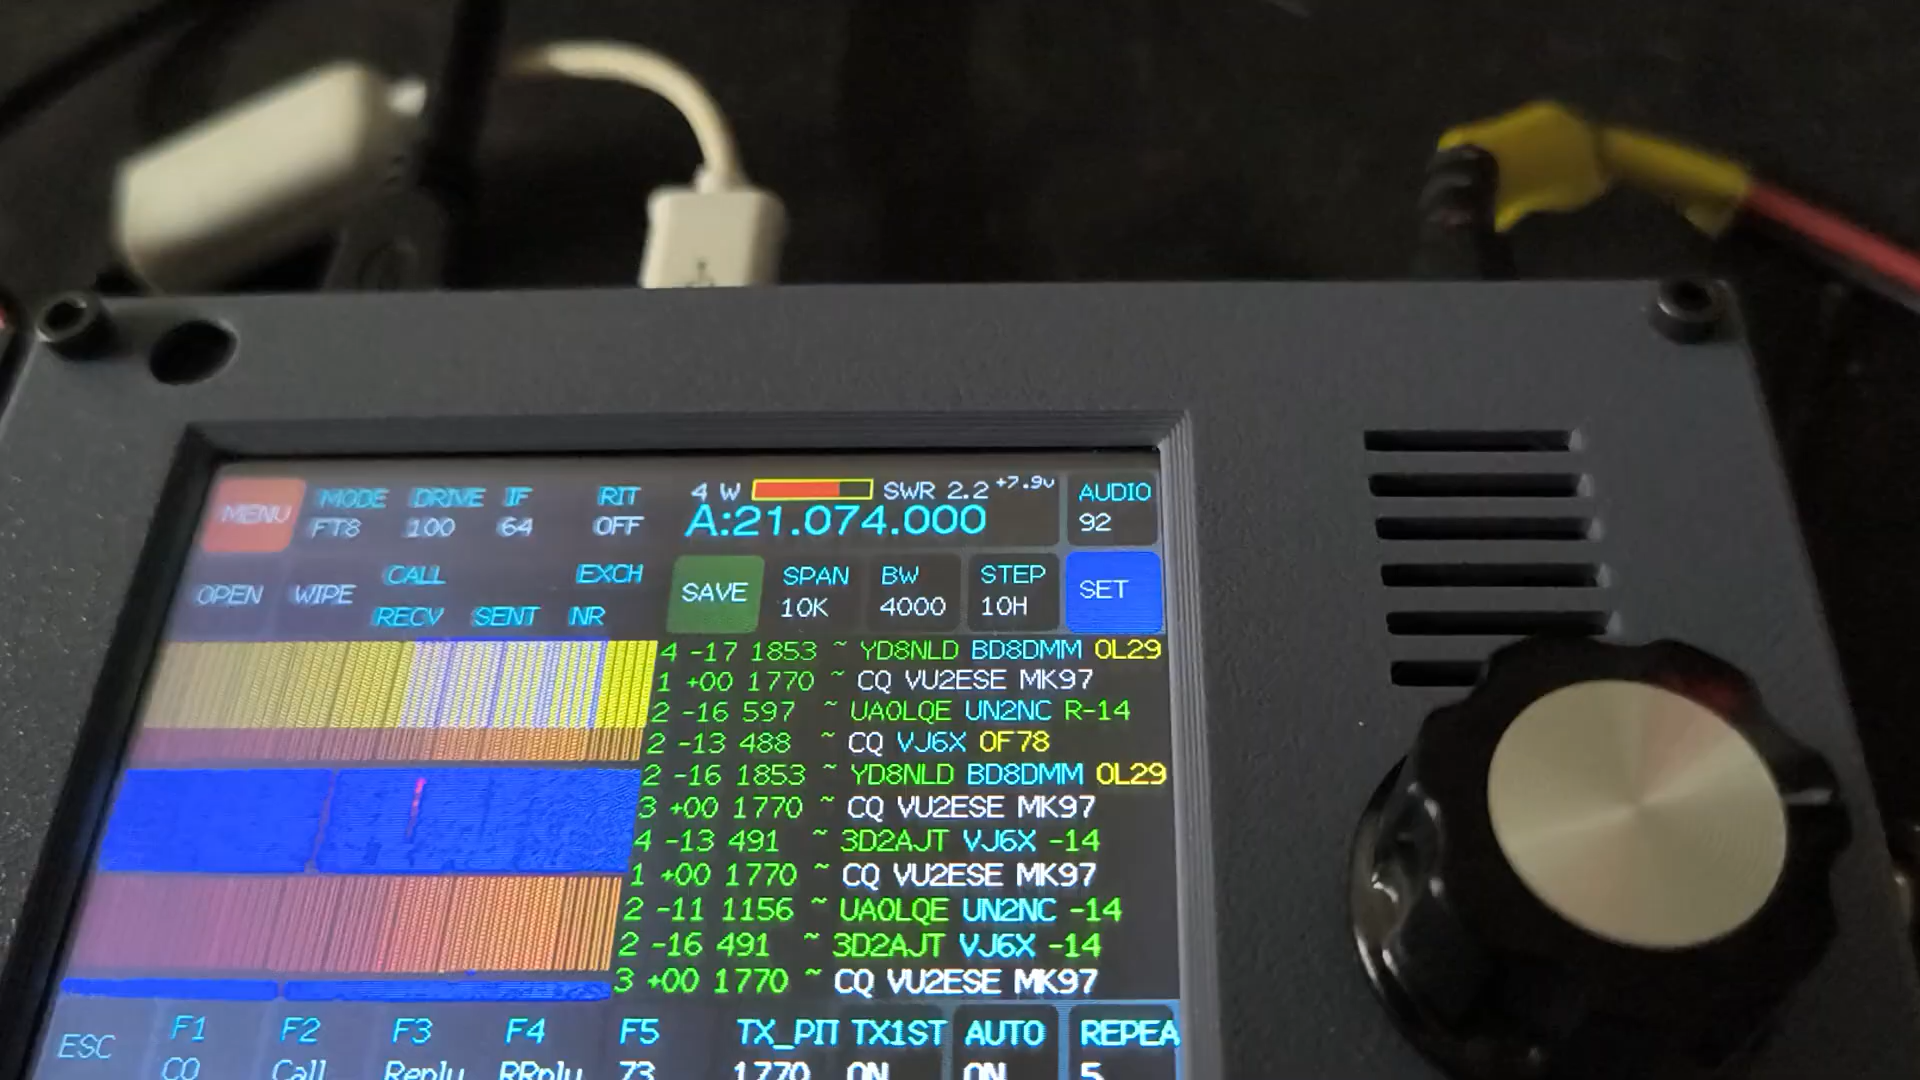 MENU MODE DRIVE IF RIT 4 W SWR 2.2 +7.9v AUDIO
FT8 100 64 OFF A:21.074.000 92
OPEN WIPE CALL EXCH SAVE SPAN BW STEP SET
RECV SENT NR 10K 4000 10H
4 -17 1853 ~ YD8NLD BD8DMM OL29
1 +00 1770 ~ CQ VU2ESE MK97
2 -16 597 ~ UA0LQE UN2NC R-14
2 -13 488 ~ CQ VJ6X OF78
2 -16 1853 ~ YD8NLD BD8DMM OL29
3 +00 1770 ~ CQ VU2ESE MK97
4 -13 491 ~ 3D2AJT VJ6X -14
1 +00 1770 ~ CQ VU2ESE MK97
2 -11 1156 ~ UA0LQE UN2NC -14
2 -16 491 ~ 3D2AJT VJ6X -14
3 +00 1770 ~ CQ VU2ESE MK97
ESC F1 F2 F3 F4 F5 TX_PIT TX1ST AUTO REPEA
CQ Call Reply RRply 73 1770 ON ON 5